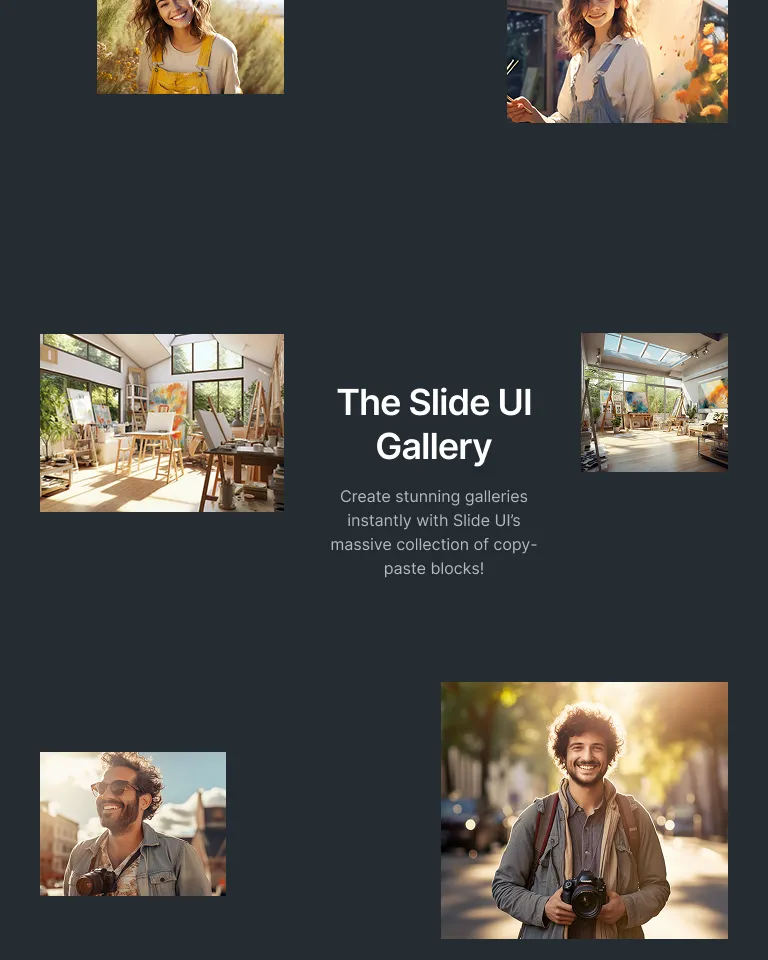 The Slide UI
Gallery
Create stunning galleries
instantly with Slide UI’s
massive collection of copy-
paste blocks!